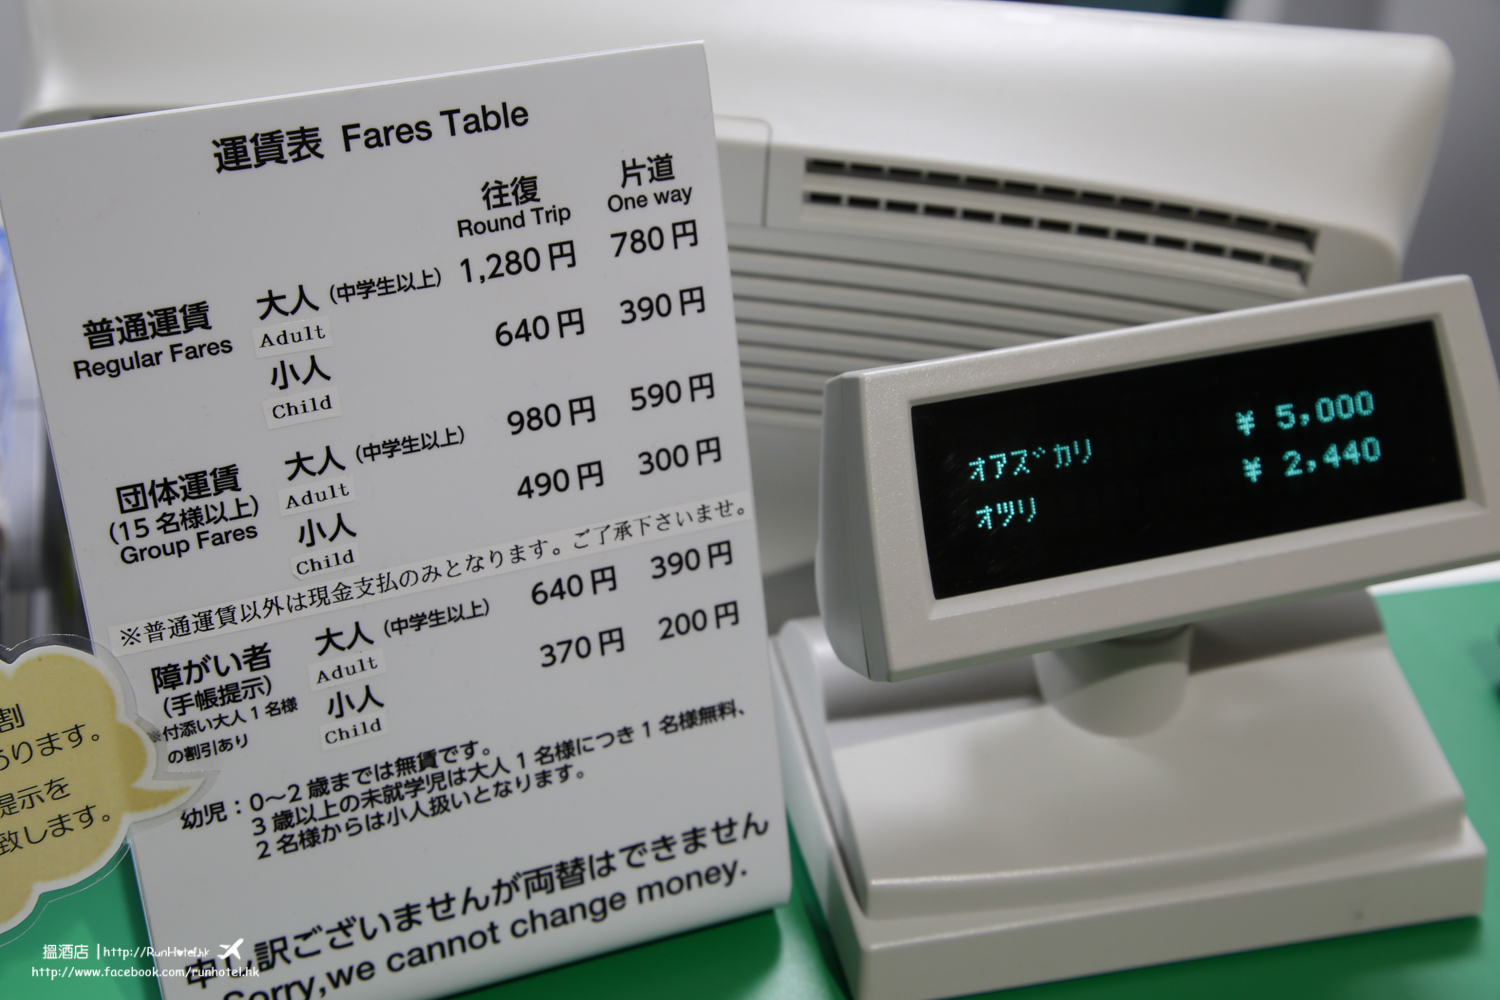 運賃表 Fares Table
往復 片道
Round Trip One way
普通運賃 大人 (中学生以上) 1,280円 780円
Regular Fares Adult
小人 640円 390円
Child
団体運賃 大人 (中学生以上) 980円 590円
(15名様以上) Adult
Group Fares 小人 490円 300円
Child
※普通運賃以外は現金支払のみとなります。ご了承下さいませ。
障がい者 大人 (中学生以上) 640円 390円
(手帳提示) Adult
※付添い大人1名様 小人 370円 200円
の割引あり Child
幼児:0〜2歳までは無賃です。
3歳以上の未就学児は大人1名様につき1名様無料、
2名様からは小人扱いとなります。
申し訳ございませんが両替はできません
Sorry,we cannot change money.
割
あります。
提示を
致します。
オアズカリ ¥ 5,000
オツリ ¥ 2,440
搵酒店 | http://RunHotel.hk
http://www.facebook.com/runhotel.hk